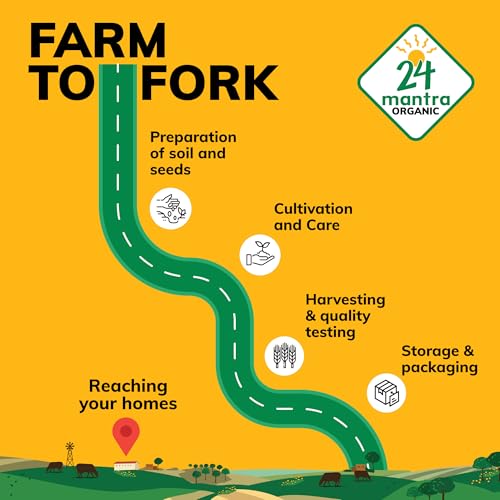 FARM
TO FORK
24
mantra
ORGANIC
Preparation
of soil and
seeds
Cultivation
and Care
Harvesting
& quality
testing
Storage &
packaging
Reaching
your homes